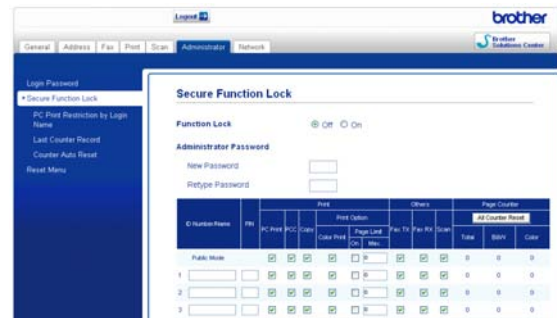 Logout
brother
General Address Fax Print Scan Administrator Network
Brother Solutions Center
Login Password
Secure Function Lock
PC Print Restriction by Login Name
Last Counter Record
Counter Auto Reset
Reset Menu
Secure Function Lock
Function Lock Off On
Administrator Password
New Password
Retype Password
Print Others Page Counter
Print Option All Counter Reset
ID Number/Name PIN PC Print PCC Copy Color Print Page Limit Fax TX Fax RX Scan
On Max. Total B&W Color
Public Mode 0 0 0 0
1 0 0 0 0
2 0 0 0 0
3 0 0 0 0